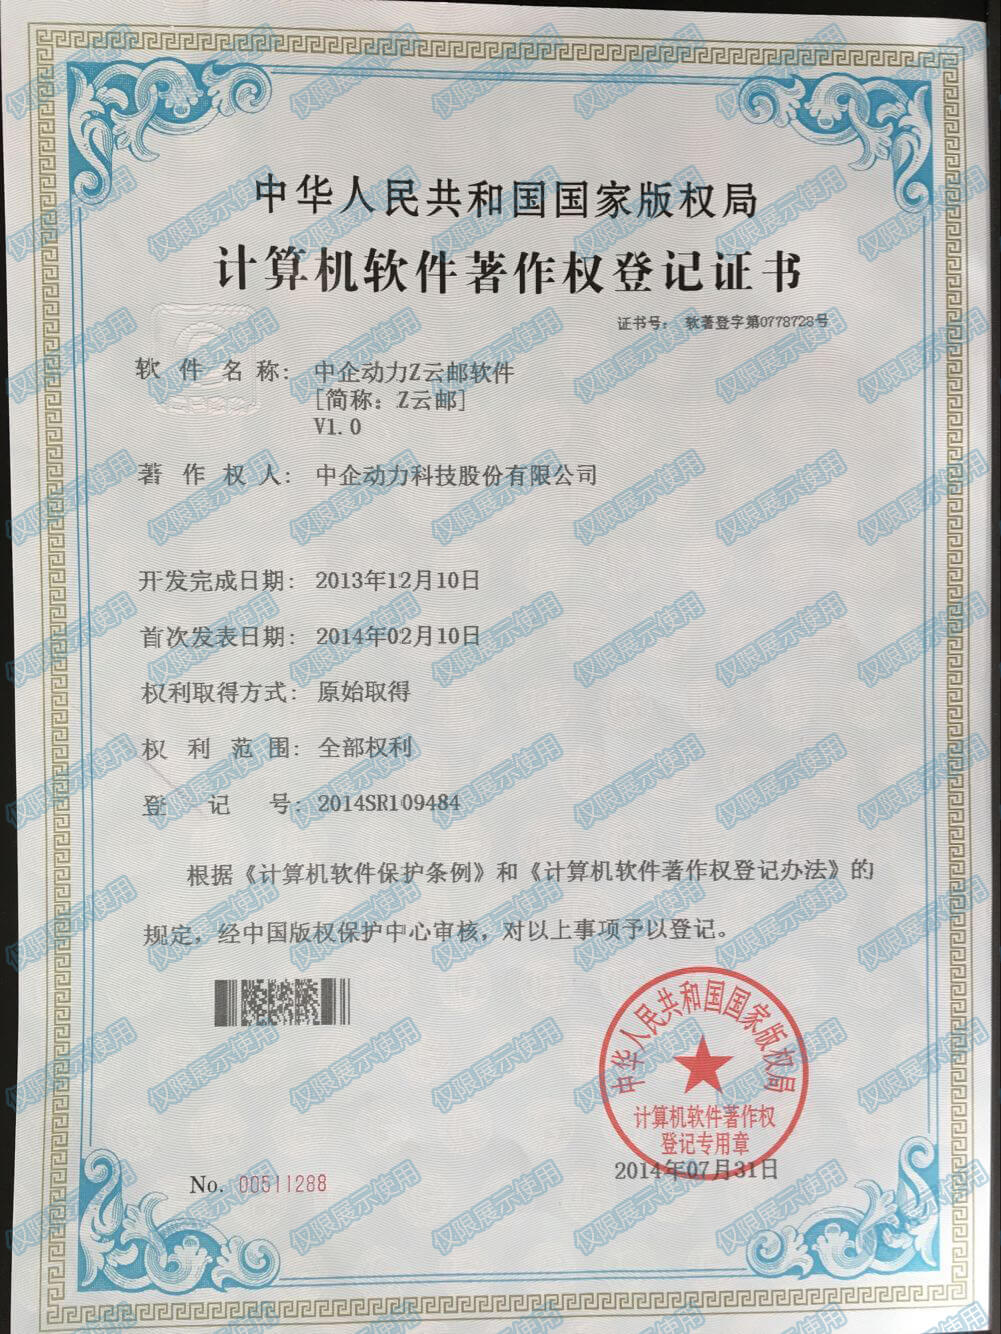 中华人民共和国国家版权局
计算机软件著作权登记证书
证书号： 软著登字第0778728号
软件名称： 中企动力Z云邮软件
[简称：Z云邮]
V1.0
著作权人： 中企动力科技股份有限公司
开发完成日期： 2013年12月10日
首次发表日期： 2014年02月10日
权利取得方式： 原始取得
权利范围： 全部权利
登记号： 2014SR109484
根据《计算机软件保护条例》和《计算机软件著作权登记办法》的
规定，经中国版权保护中心审核，对以上事项予以登记。
中华人民共和国国家版权局
计算机软件著作权
登记专用章
2014年07月31日
No. 00511288
仅限展示使用